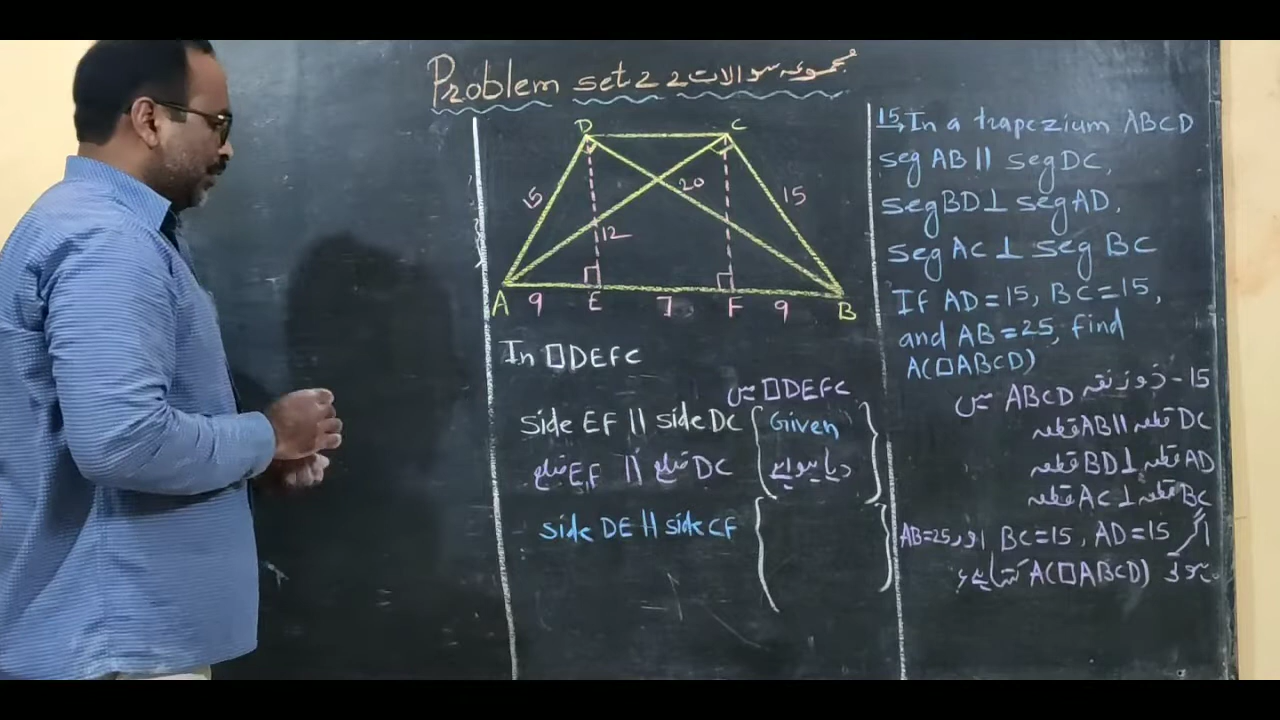 Problem set 2 مجموعہ سوالات 2
D C
15 20 15
12
A 9 E 7 F 9 B
In □DEFC
□DEFC میں
side EF || side DC (Given)
ضلع EF || ضلع DC (دیا ہوا ہے)
side DE || side CF
15, In a trapezium ABCD
seg AB || seg DC,
seg BD ⊥ seg AD,
seg AC ⊥ seg BC
If AD = 15, BC = 15,
and AB = 25, find
A(□ABCD)
15 - ذوزنقہ ABCD میں
قطعہ AB || قطعہ DC
قطعہ BD ⊥ قطعہ AD
قطعہ AC ⊥ قطعہ BC
اگر AD = 15 , BC = 15 اور AB = 25
A(□ABCD)